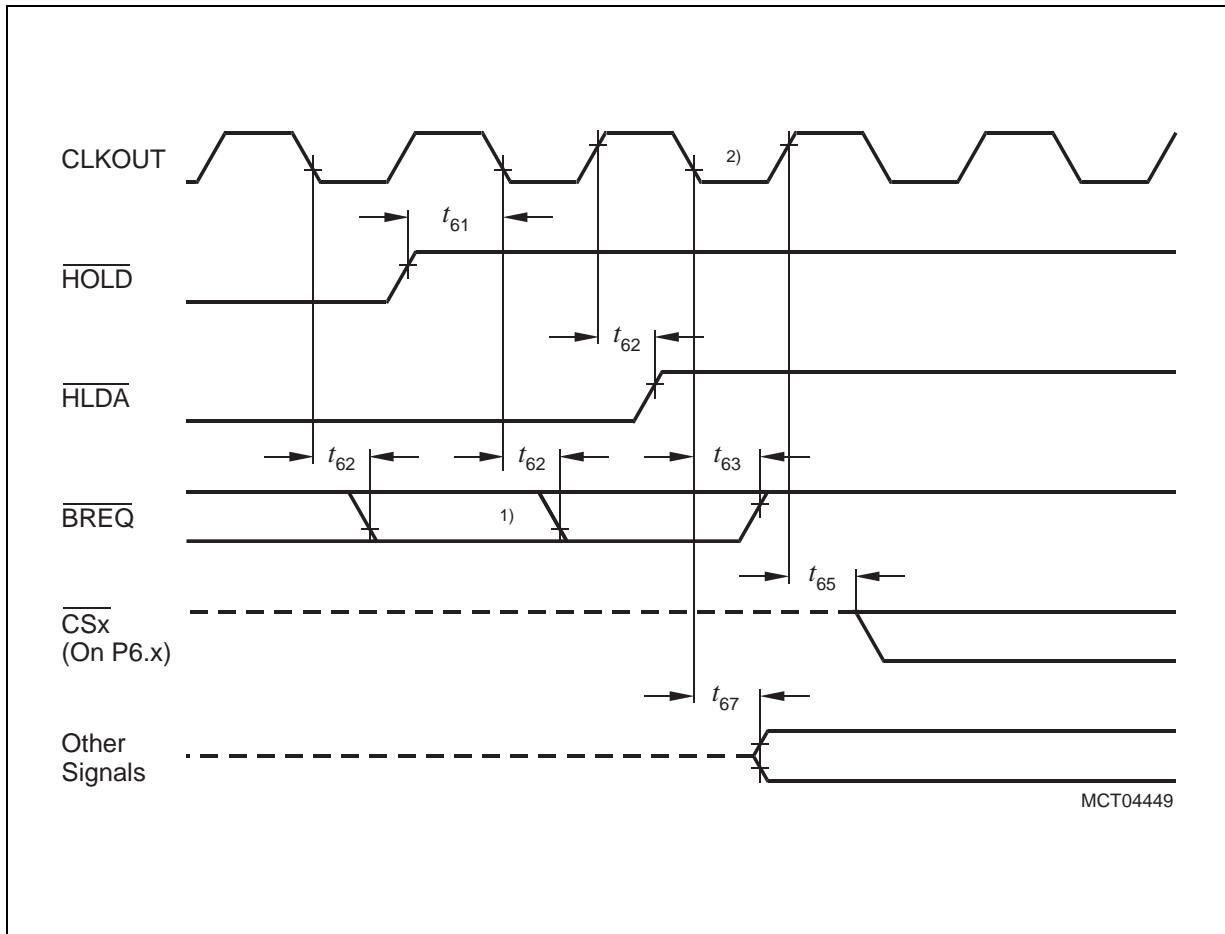 CLKOUT
2)
t61
HOLD
t62
HLDA
t62 t62 t63
BREQ
1)
t65
CSx
(On P6.x)
t67
Other
Signals
MCT04449